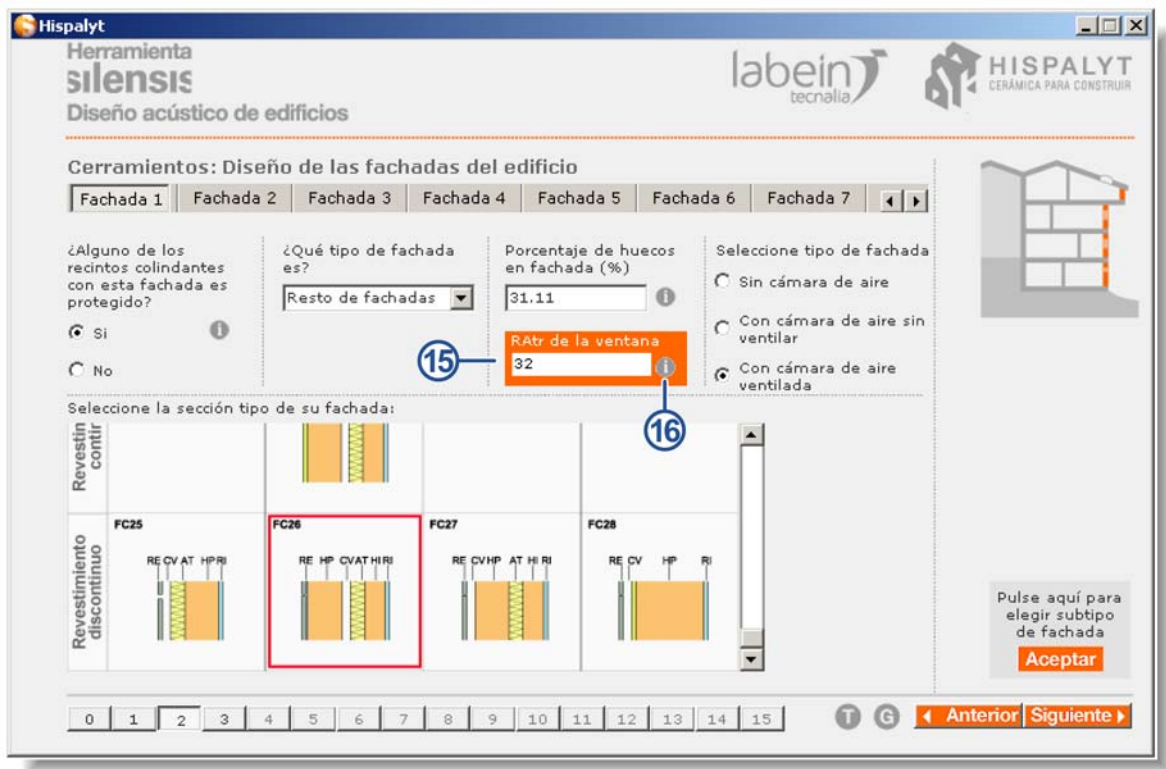 Hispalyt
Herramienta
silensis
Diseño acústico de edificios
labein
tecnalia
HISPALYT
CERÁMICA PARA CONSTRUIR
Cerramientos: Diseño de las fachadas del edificio
Fachada 1 Fachada 2 Fachada 3 Fachada 4 Fachada 5 Fachada 6 Fachada 7
¿Alguno de los
recintos colindantes
con esta fachada es
protegido?
Si
No
¿Qué tipo de fachada
es?
Resto de fachadas
Porcentaje de huecos
en fachada (%)
31.11
RAtr de la ventana
32
15
16
Seleccione tipo de fachada
Sin cámara de aire
Con cámara de aire sin
ventilar
Con cámara de aire
ventilada
Seleccione la sección tipo de su fachada:
Revestin
contir
Revestimiento
discontinuo
FC25 FC26 FC27 FC28
RE CV AT HP RI RE HP CV AT HI RI RE CV HP AT HI RI RE CV HP RI
Pulse aquí para
elegir subtipo
de fachada
Aceptar
0 1 2 3 4 5 6 7 8 9 10 11 12 13 14 15 T G Anterior Siguiente